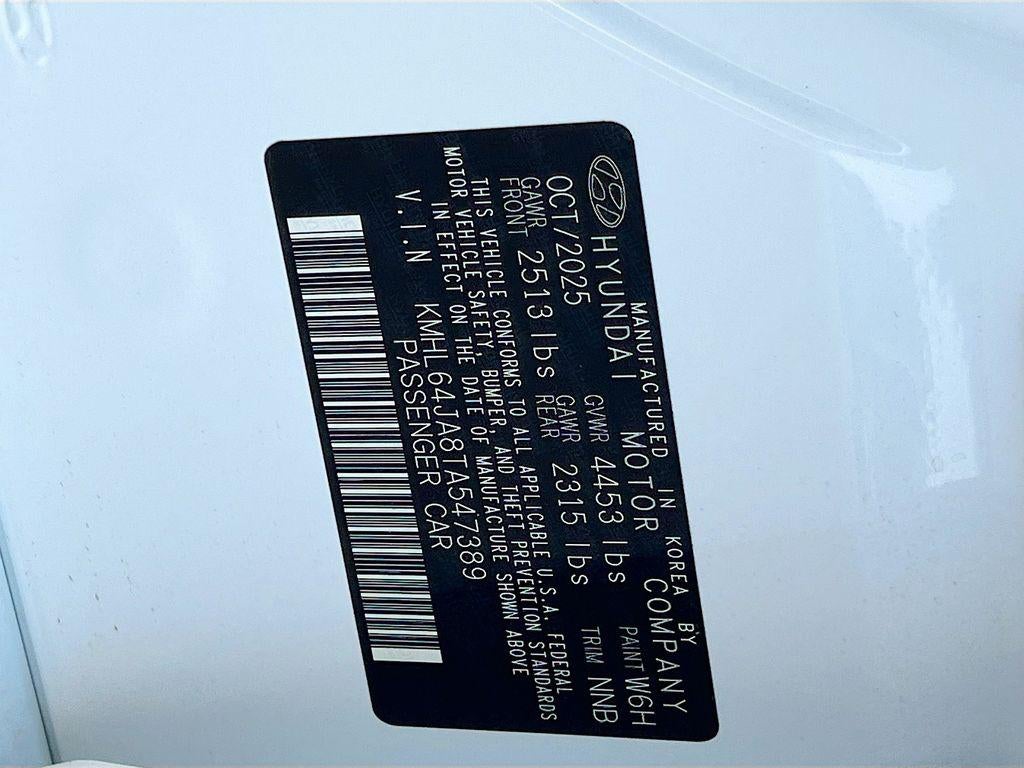 MANUFACTURED IN KOREA BY
HYUNDAI MOTOR COMPANY
OCT/2025 GVWR 4453 lbs PAINT W6H
GAWR FRONT 2513 lbs GAWR REAR 2315 lbs TRIM NNB
THIS VEHICLE CONFORMS TO ALL APPLICABLE U.S.A. FEDERAL
MOTOR VEHICLE SAFETY, BUMPER, AND THEFT PREVENTION STANDARDS
IN EFFECT ON THE DATE OF MANUFACTURE SHOWN ABOVE
V.I.N KMHL64JA8TA547389
PASSENGER CAR